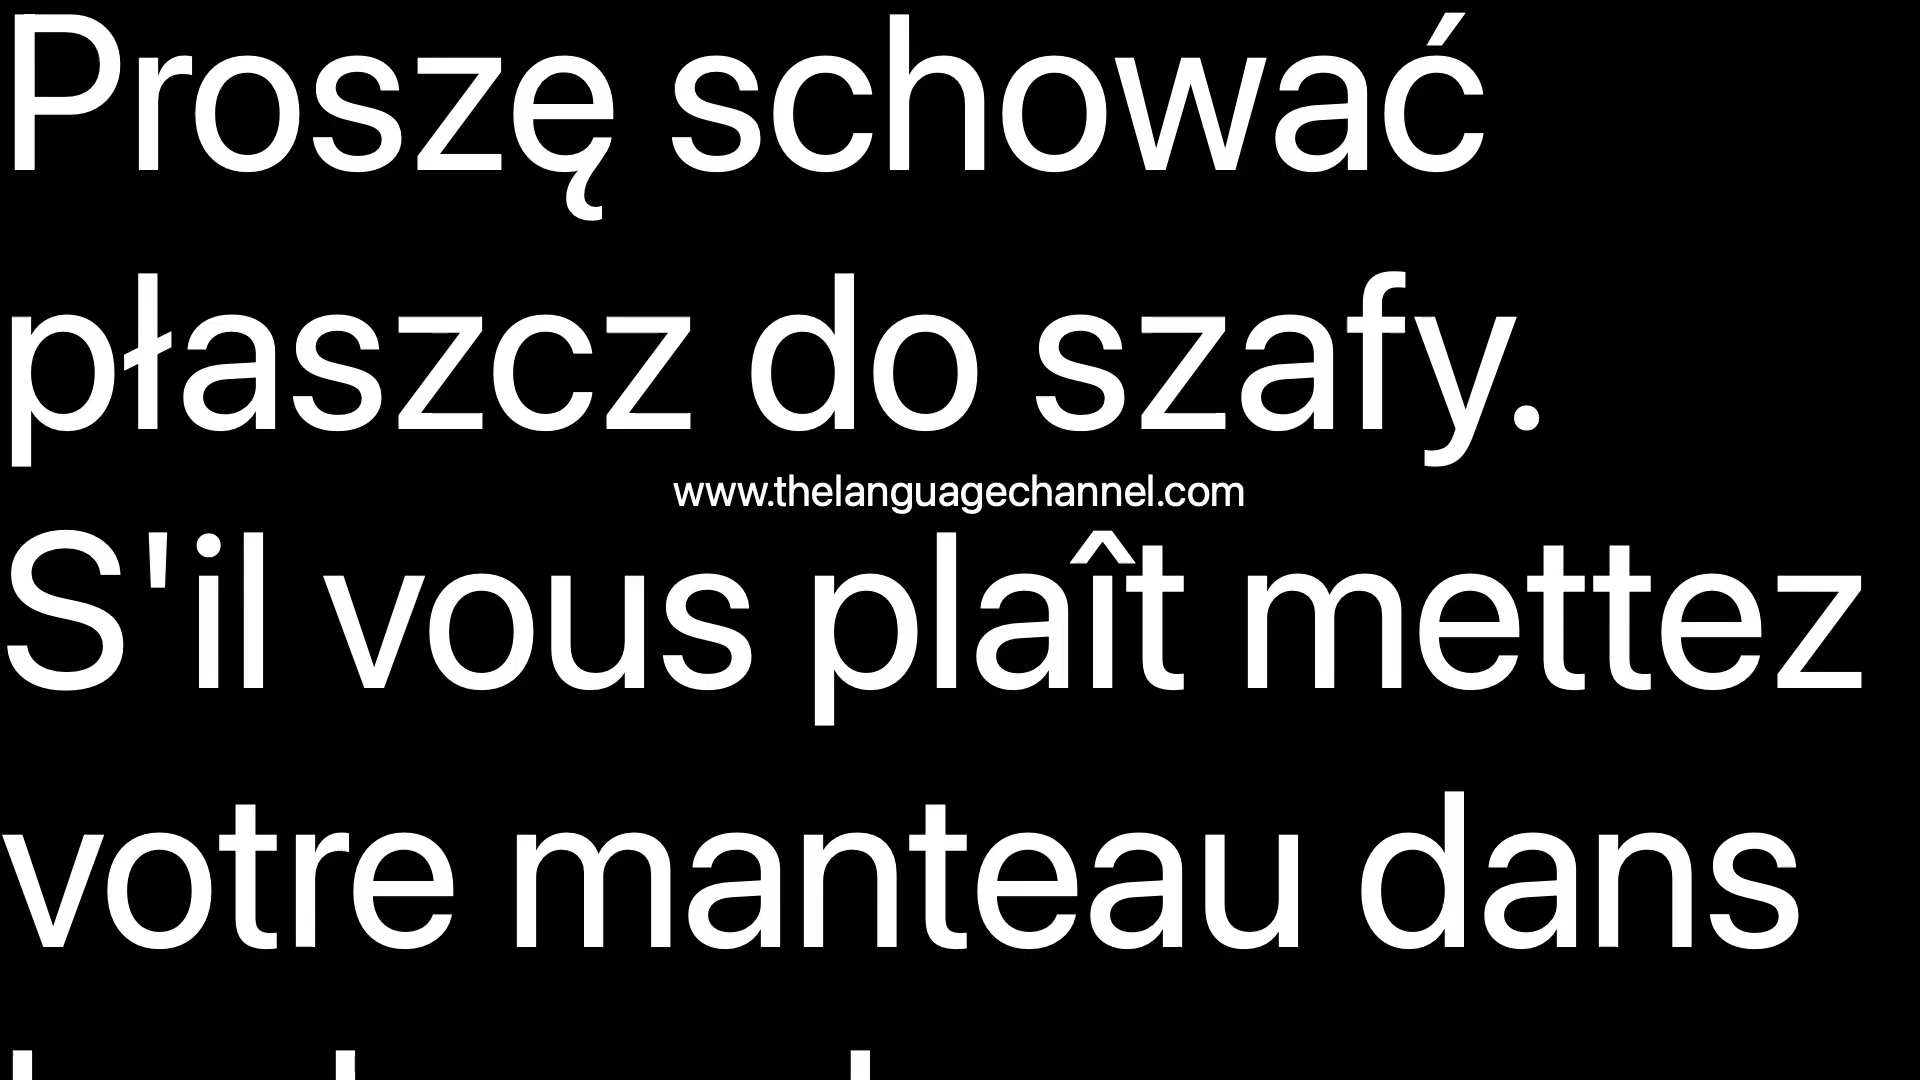 Proszę schować
płaszcz do szafy.
www.thelanguagechannel.com
S'il vous plaît mettez
votre manteau dans